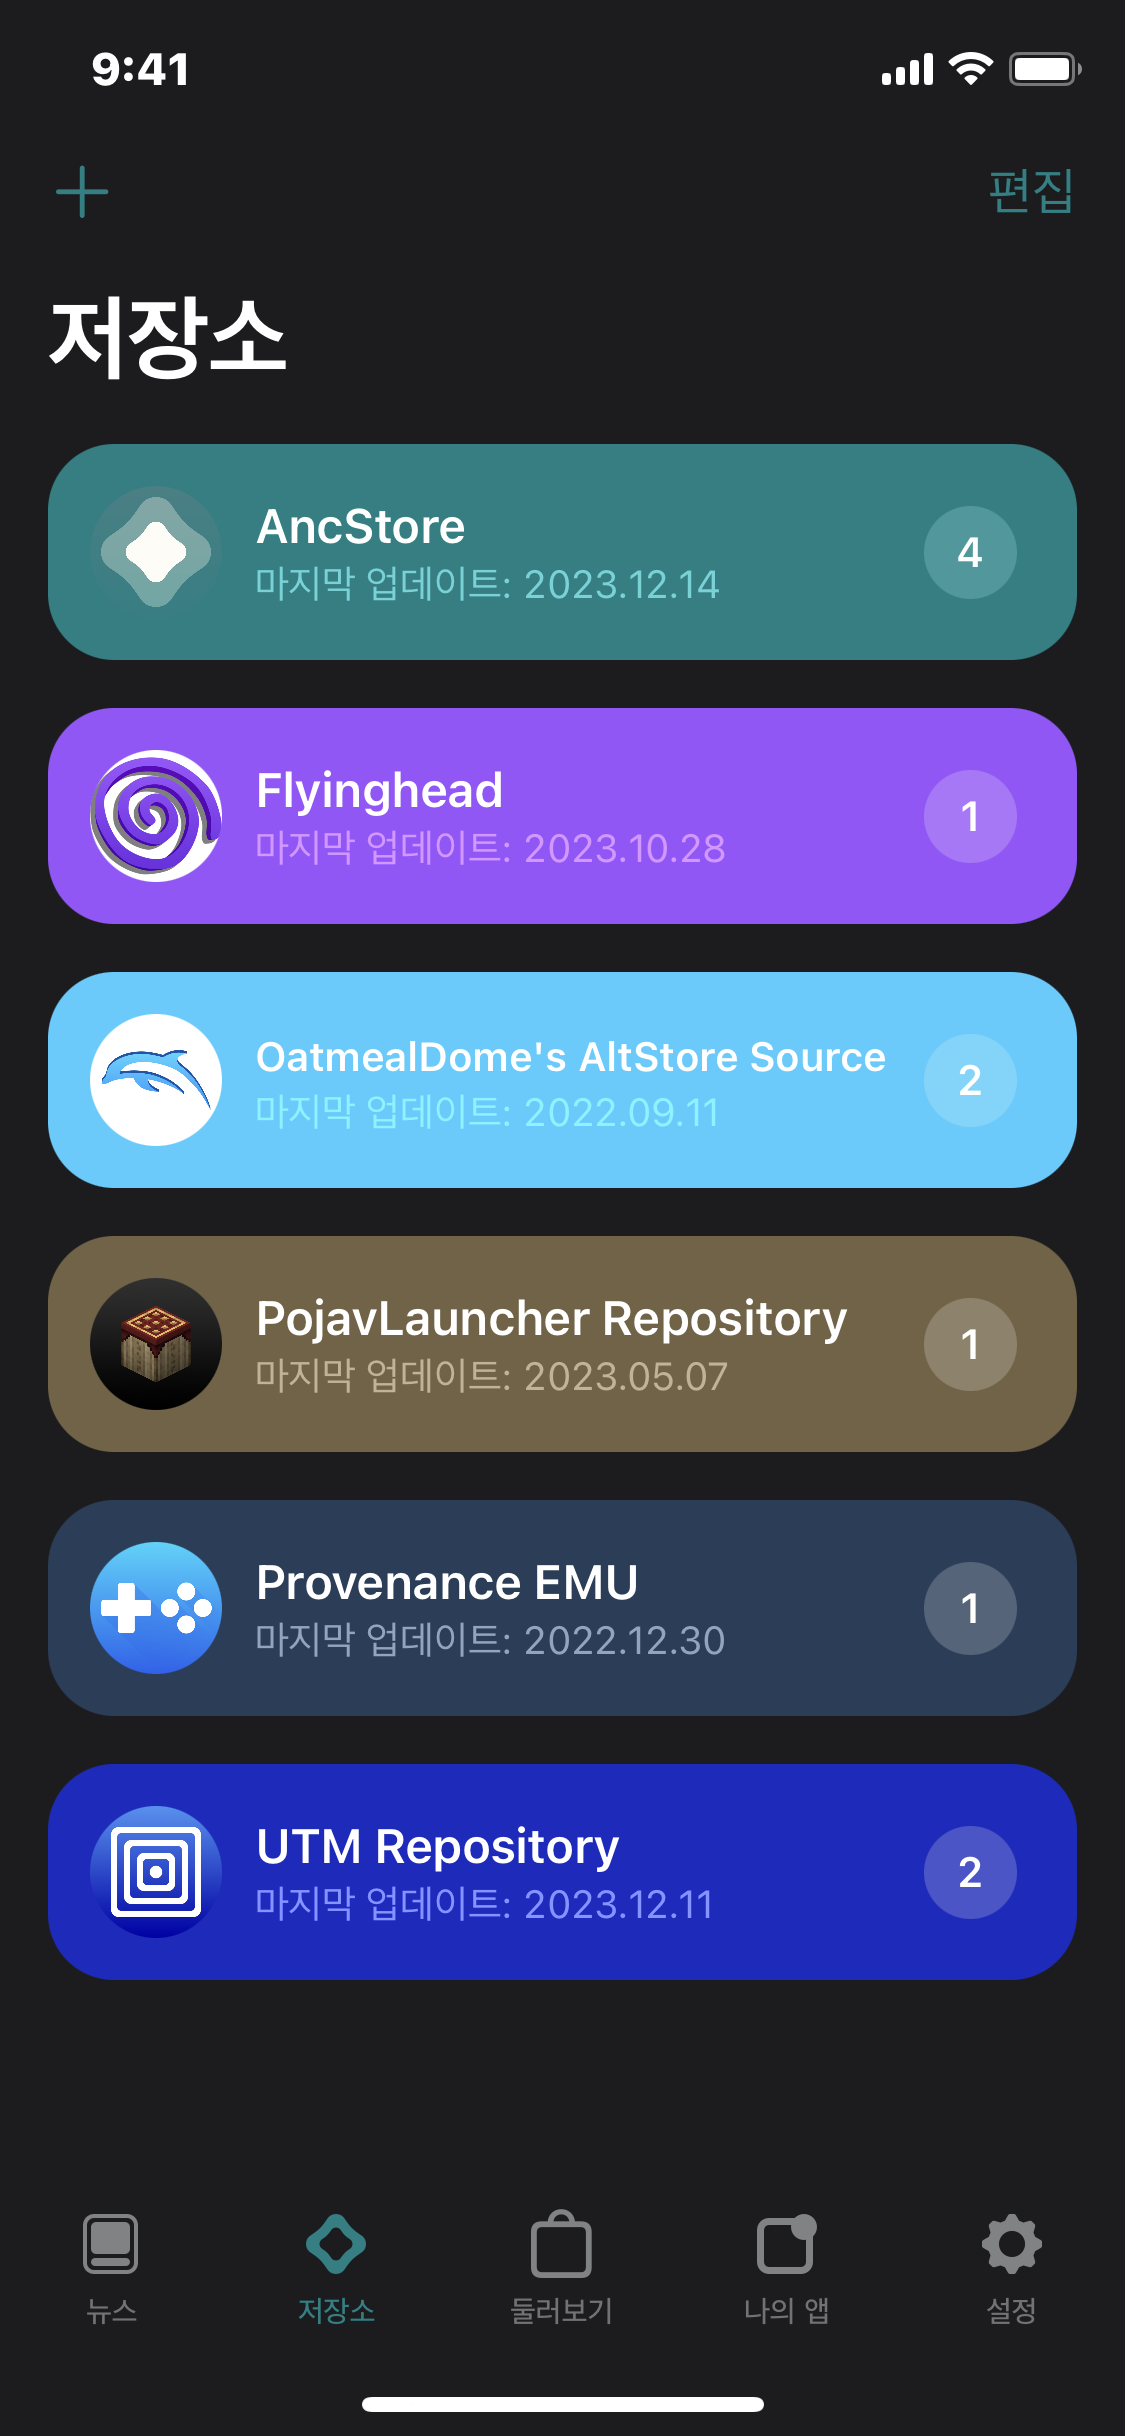 9:41
편집
저장소
AncStore
마지막 업데이트: 2023.12.14
4
Flyinghead
마지막 업데이트: 2023.10.28
1
OatmealDome's AltStore Source
마지막 업데이트: 2022.09.11
2
PojavLauncher Repository
마지막 업데이트: 2023.05.07
1
Provenance EMU
마지막 업데이트: 2022.12.30
1
UTM Repository
마지막 업데이트: 2023.12.11
2
뉴스
저장소
둘러보기
나의 앱
설정